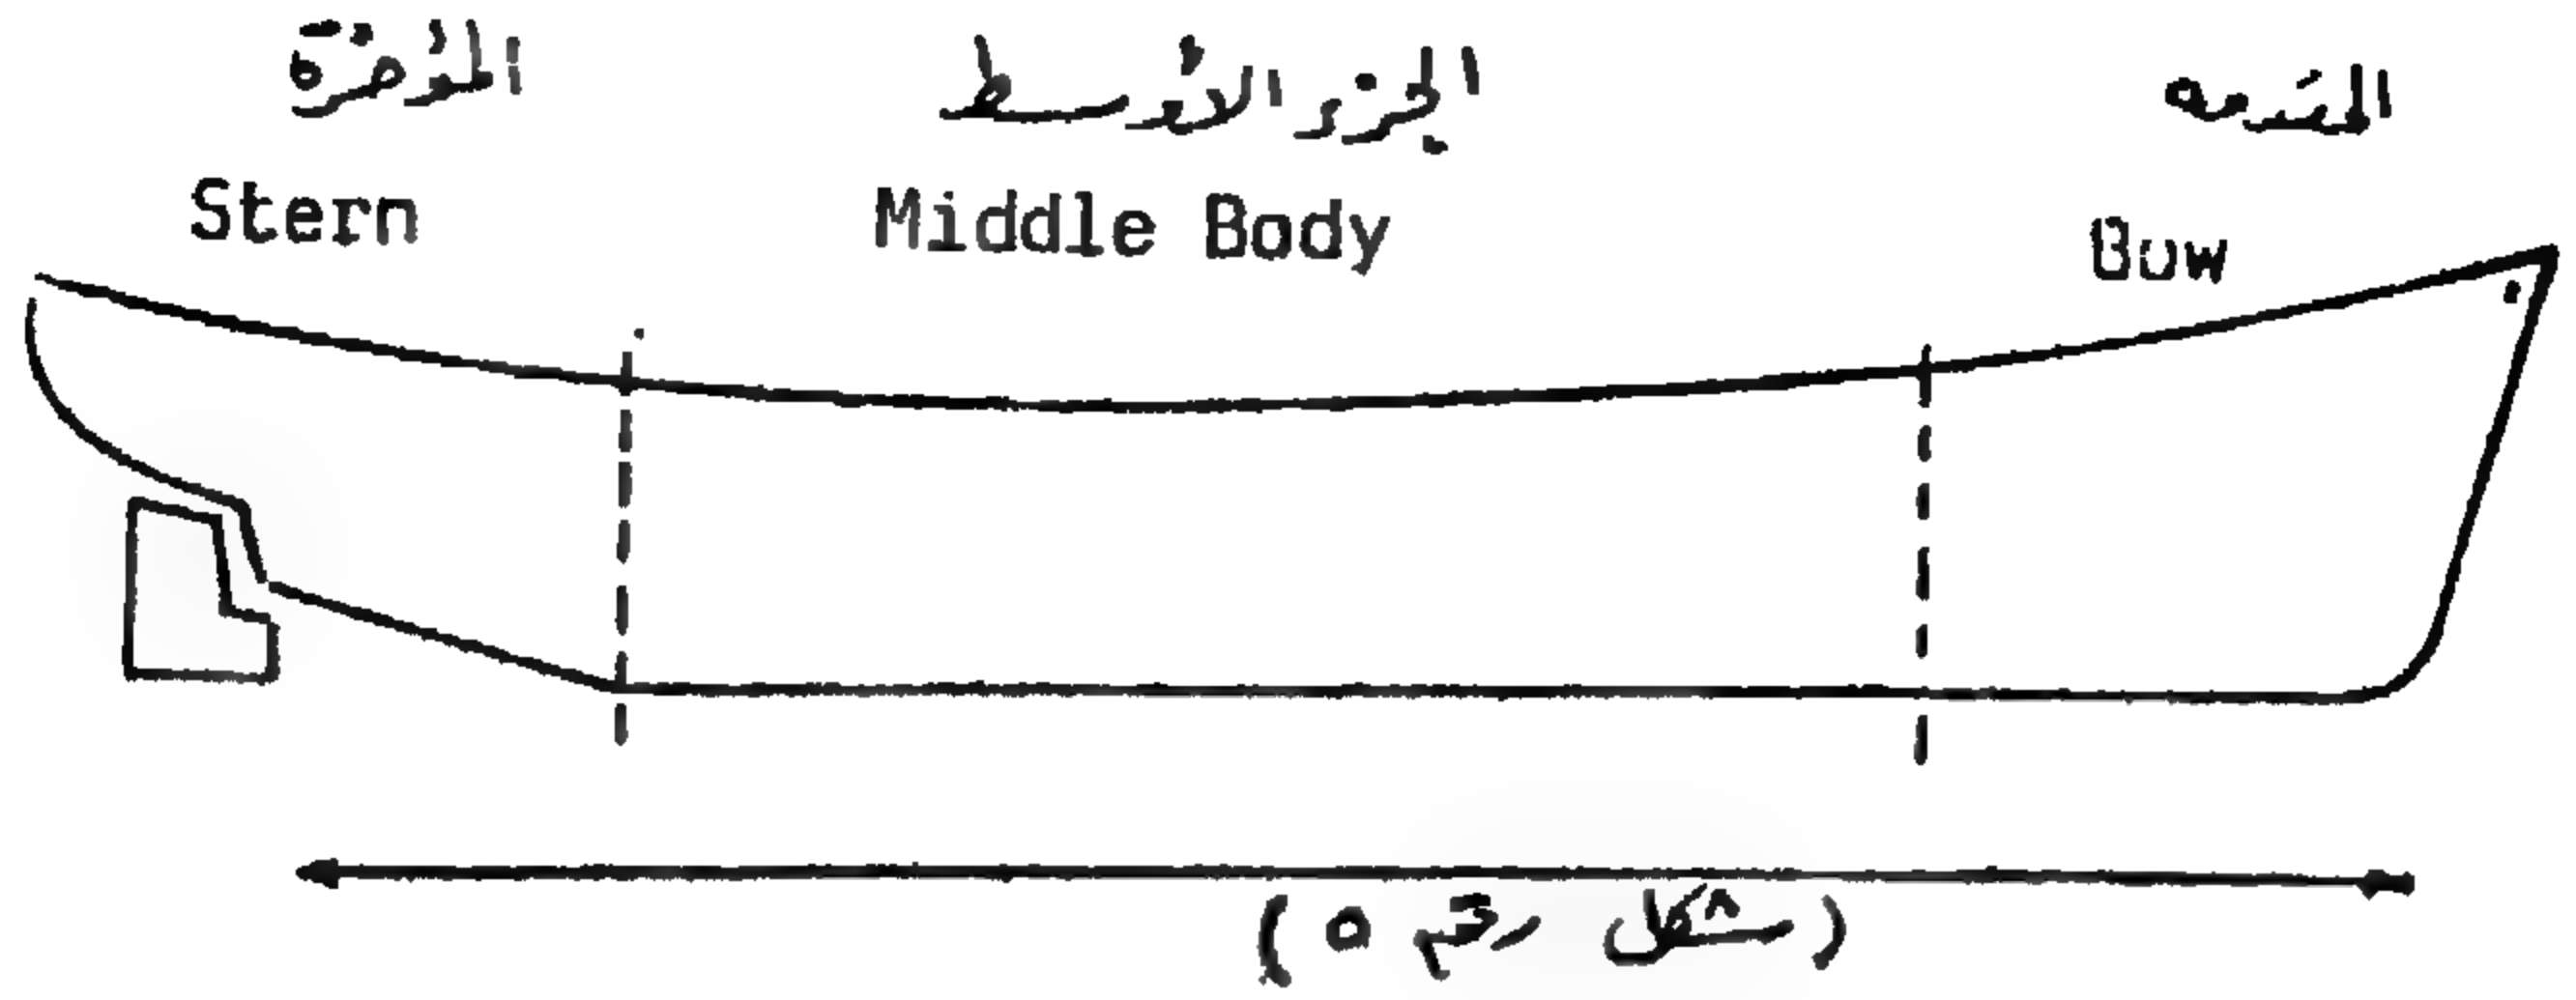 المؤخرة
Stern
الجزء الأوسط
Middle Body
المقدمه
Bow
(شكل رقم ٥)